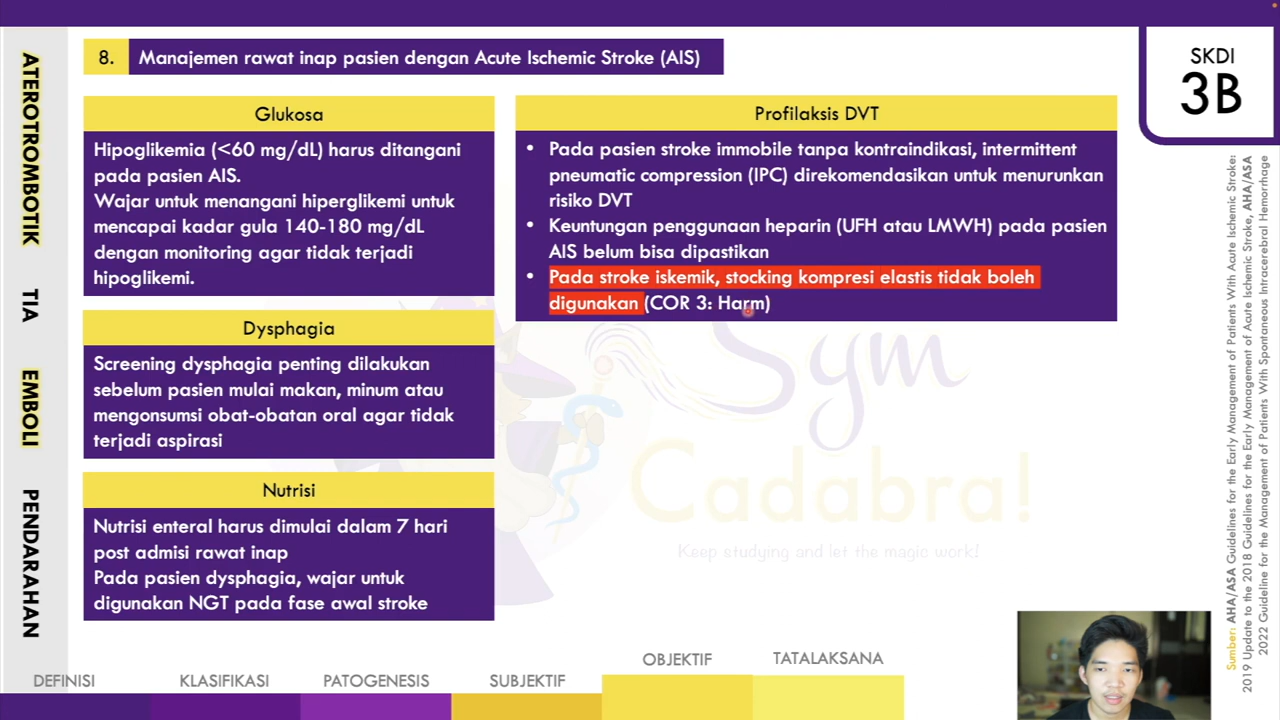 8. Manajemen rawat inap pasien dengan Acute Ischemic Stroke (AIS)
SKDI
3B
ATEROTROMBOTIK
TIA
EMBOLI
PENDARAHAN
Glukosa
Hipoglikemia (<60 mg/dL) harus ditangani
pada pasien AIS.
Wajar untuk menangani hiperglikemi untuk
mencapai kadar gula 140-180 mg/dL
dengan monitoring agar tidak terjadi
hipoglikemi.
Dysphagia
Screening dysphagia penting dilakukan
sebelum pasien mulai makan, minum atau
mengonsumsi obat-obatan oral agar tidak
terjadi aspirasi
Nutrisi
Nutrisi enteral harus dimulai dalam 7 hari
post admisi rawat inap
Pada pasien dysphagia, wajar untuk
digunakan NGT pada fase awal stroke
Profilaksis DVT
• Pada pasien stroke immobile tanpa kontraindikasi, intermittent
pneumatic compression (IPC) direkomendasikan untuk menurunkan
risiko DVT
• Keuntungan penggunaan heparin (UFH atau LMWH) pada pasien
AIS belum bisa dipastikan
• Pada stroke iskemik, stocking kompresi elastis tidak boleh
digunakan (COR 3: Harm)
Sym
Cadabra!
Keep studying and let the magic work!
Sumber: AHA/ASA Guidelines for the Early Management of Patients With Acute Ischemic Stroke:
2019 Update to the 2018 Guidelines for the Early Management of Acute Ischemic Stroke, AHA/ASA
2022 Guideline for the Management of Patients With Spontaneous Intracerebral Hemorrhage
DEFINISI
KLASIFIKASI
PATOGENESIS
SUBJEKTIF
OBJEKTIF
TATALAKSANA